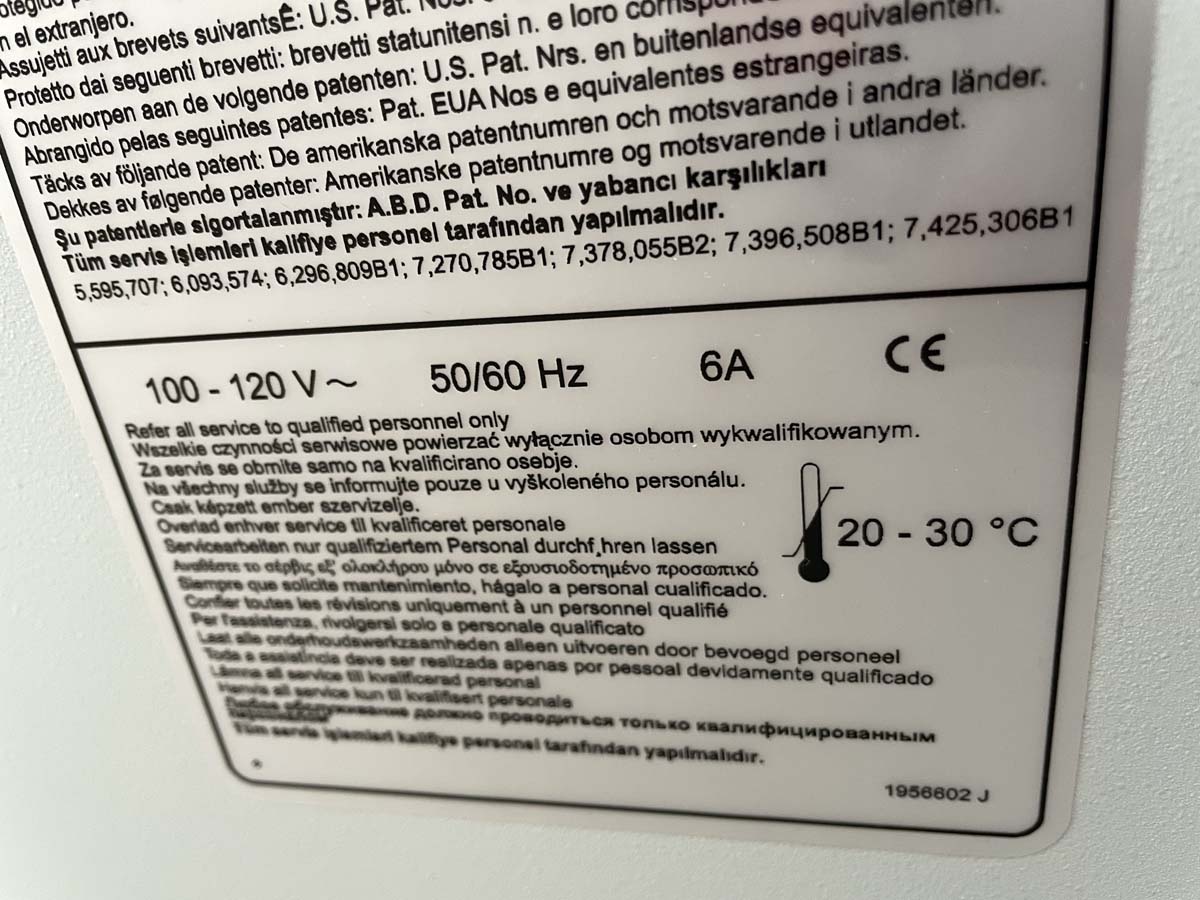 n el extranjero.
Assujetti aux brevets suivantsÊ: U.S. Pat. Nos.
Protetto dai seguenti brevetti: brevetti statunitensi n. e loro
Onderworpen aan de volgende patenten: U.S. Pat. Nrs. en buitenlandse equivalenten.
Abrangido pelas seguintes patentes: Pat. EUA Nos e equivalentes estrangeiras.
Täcks av följande patent: De amerikanska patentnumren och motsvarande i andra länder.
Dekkes av følgende patenter: Amerikanske patentnumre og motsvarende i utlandet.
Şu patentlerle sigortalanmıştır: A.B.D. Pat. No. ve yabancı karşılıkları
Tüm servis işlemleri kalifiye personel tarafından yapılmalıdır.
5,595,707; 6,093,574; 6,296,809B1; 7,270,785B1; 7,378,055B2; 7,396,508B1; 7,425,306B1
100 - 120 V~ 50/60 Hz 6A CE
Refer all service to qualified personnel only
Wszelkie czynności serwisowe powierzać wyłącznie osobom wykwalifikowanym.
Za servis se obrnite samo na kvalificirano osebje.
Na všechny služby se informujte pouze u vyškoleného personálu.
Csak képzett ember szervizelje.
Overlad enhver service til kvalificeret personale
Servicearbeiten nur qualifiziertem Personal durchf¸hren lassen
20 - 30 °C
Αναθέστε το σέρβις εξ' ολοκλήρου μόνο σε εξουσιοδοτημένο προσωπικό
Siempre que solicite mantenimiento, hágalo a personal cualificado.
Confier toutes les révisions uniquement à un personnel qualifié
Per l'assistenza, rivolgersi solo a personale qualificato
Laat alle onderhoudswerkzaamheden alleen uitvoeren door bevoegd personeel
Toda a assistência deve ser realizada apenas por pessoal devidamente qualificado
Lämna all service till kvalificerad personal
Henvis all service kun til kvalifisert personale
Любое обслуживание должно проводиться только квалифицированным
персоналом
Tüm servis işlemleri kalifiye personel tarafından yapılmalıdır.
1956602 J